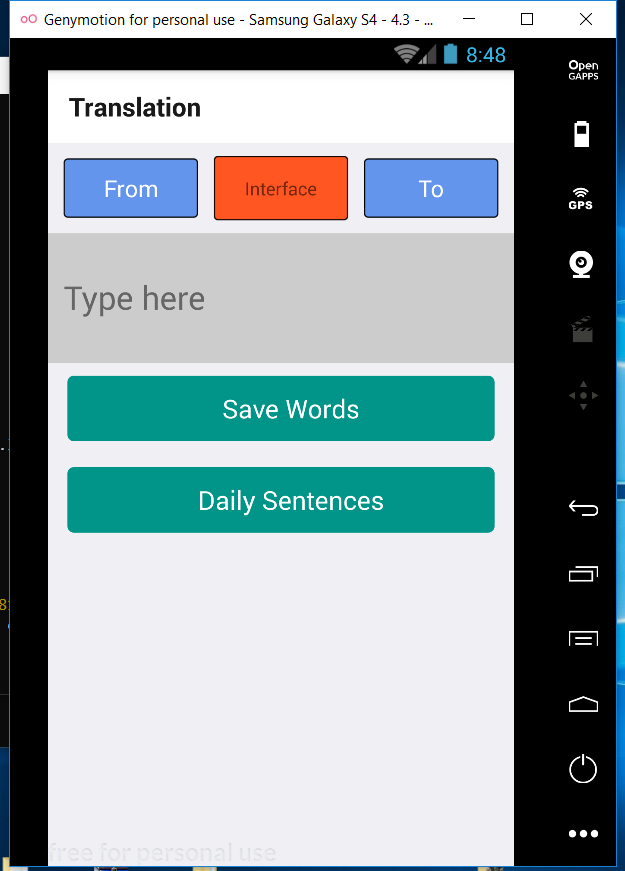 Genymotion for personal use - Samsung Galaxy S4 - 4.3 - ...
8:48
Open
GAPPS
Translation
From Interface To
GPS
Type here
Save Words
Daily Sentences
free for personal use